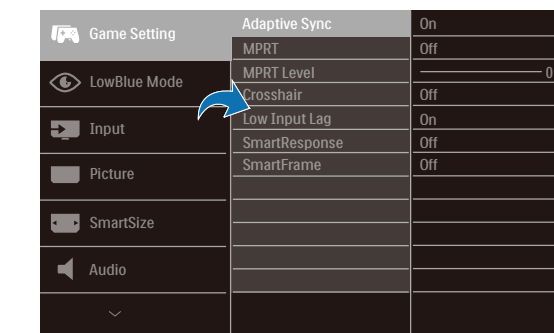 Game Setting
LowBlue Mode
Input
Picture
SmartSize
Audio
Adaptive Sync On
MPRT Off
MPRT Level 0
Crosshair Off
Low Input Lag On
SmartResponse Off
SmartFrame Off